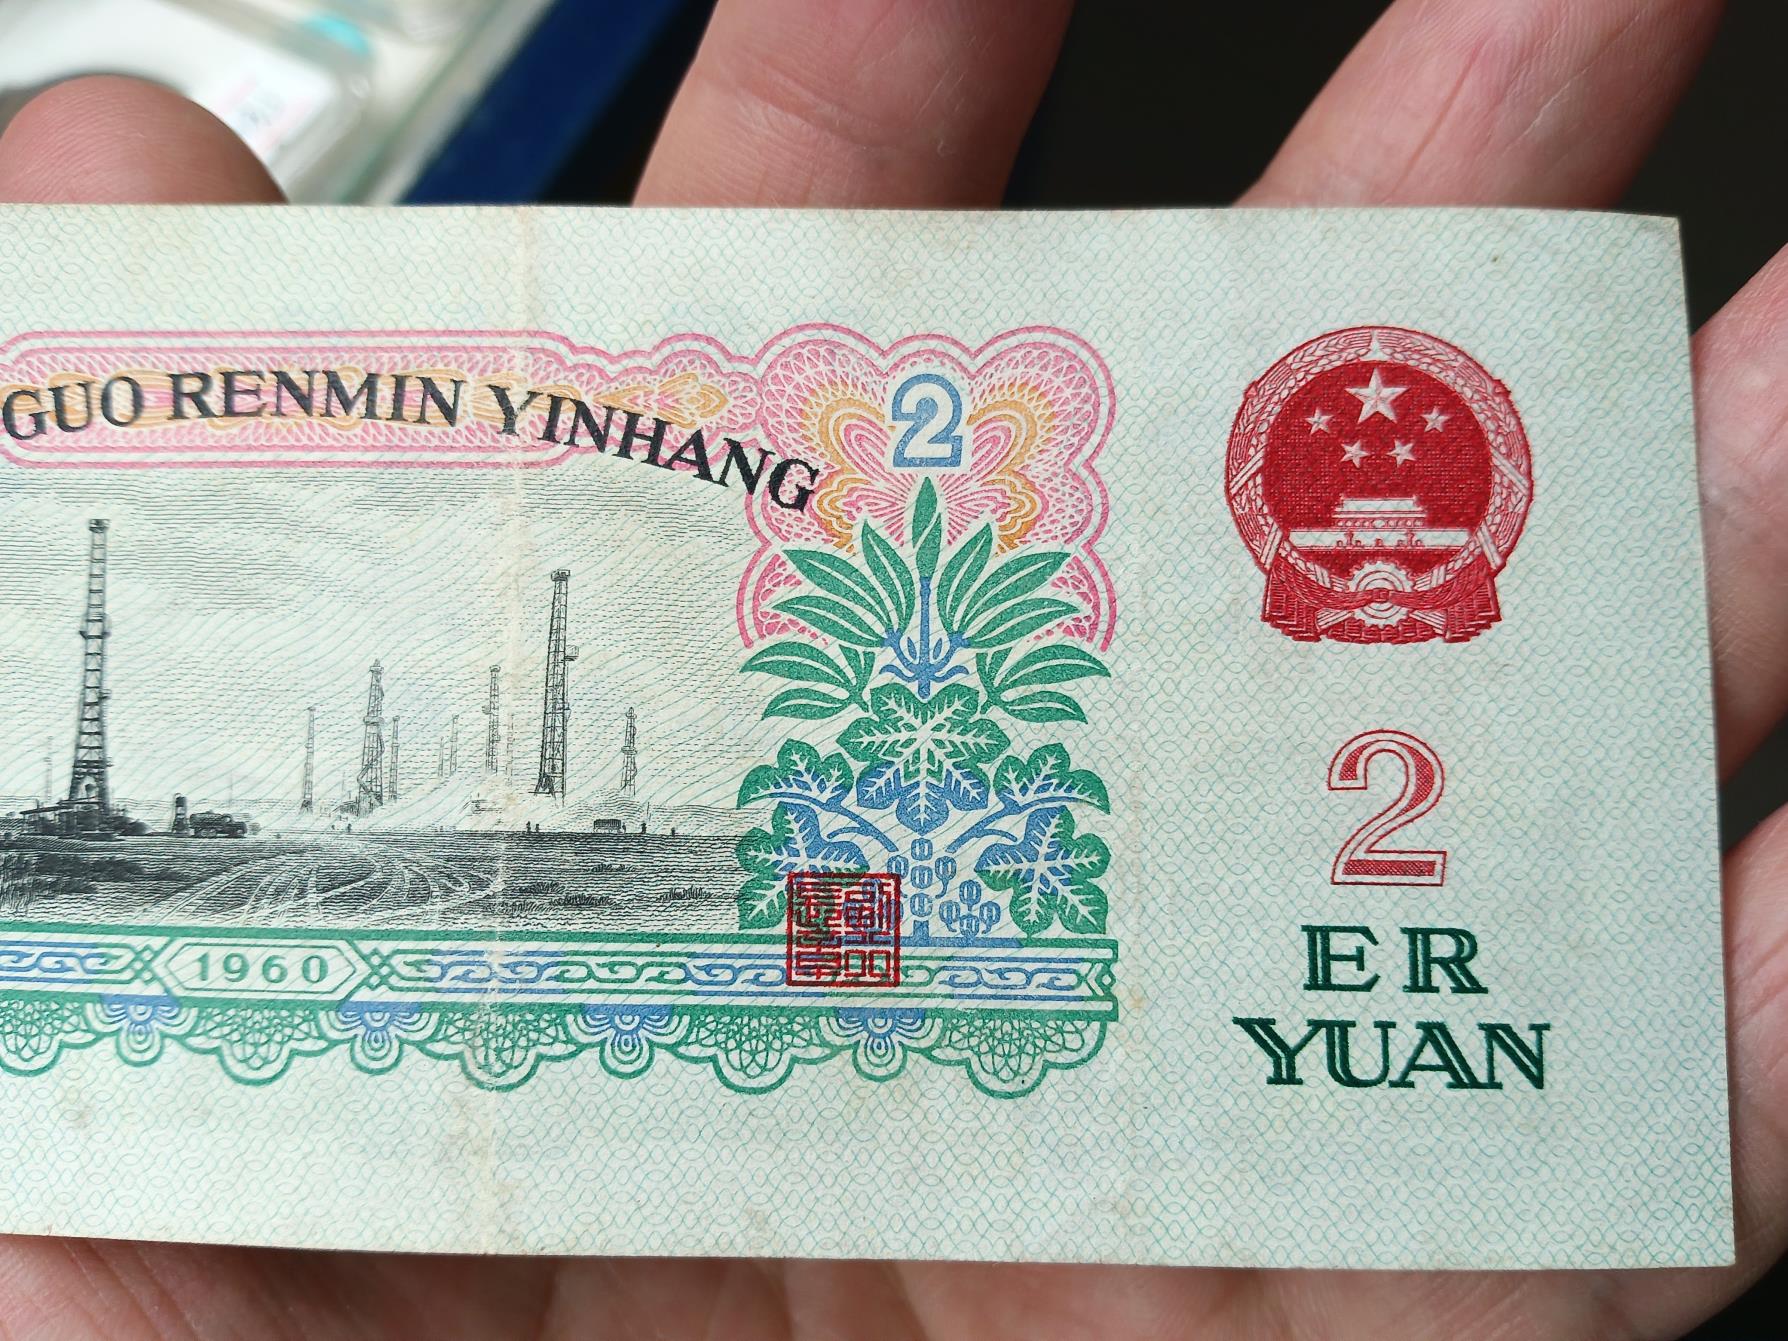 GUO RENMIN YINHANG
2
2
ER
YUAN
1960